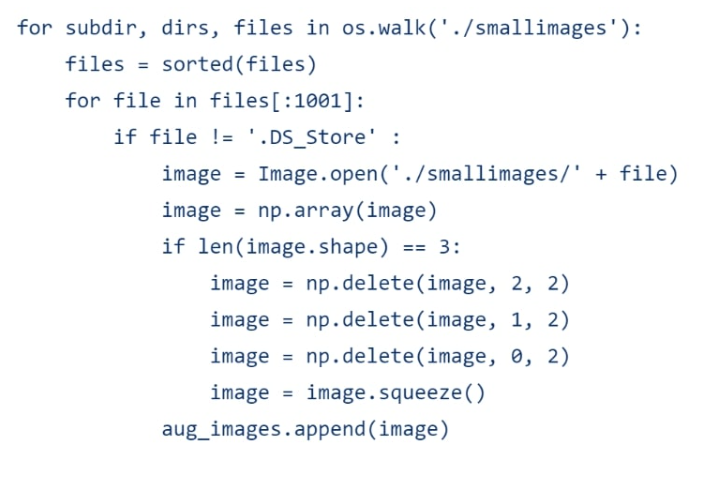 for subdir, dirs, files in os.walk('./smallimages'):
    files = sorted(files)
    for file in files[:1001]:
        if file != '.DS_Store' :
            image = Image.open('./smallimages/' + file)
            image = np.array(image)
            if len(image.shape) == 3:
                image = np.delete(image, 2, 2)
                image = np.delete(image, 1, 2)
                image = np.delete(image, 0, 2)
                image = image.squeeze()
            aug_images.append(image)